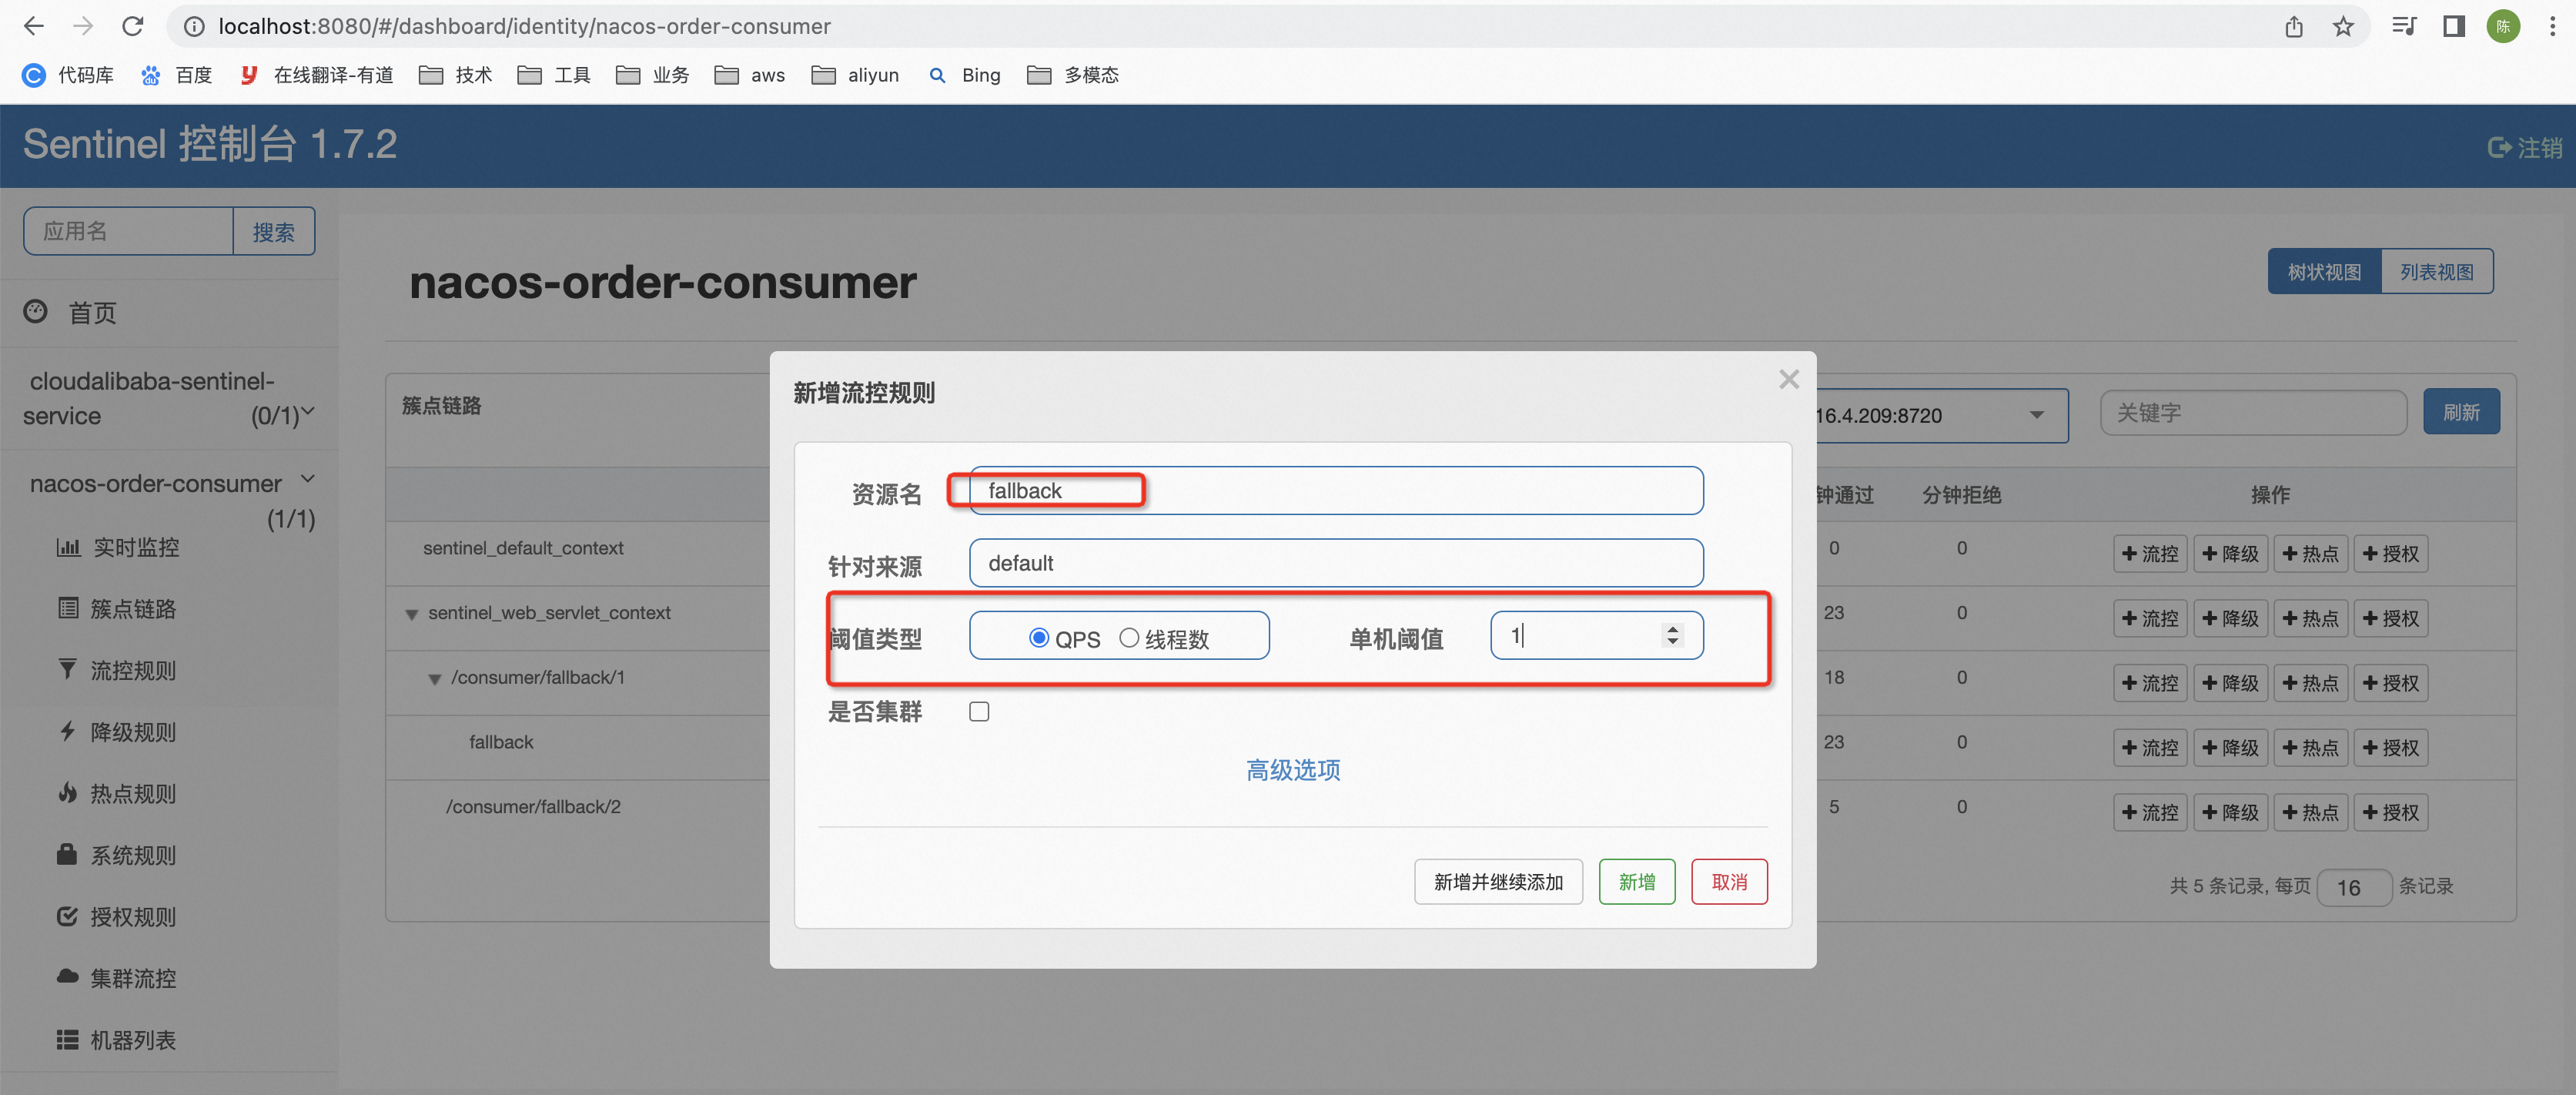 localhost:8080/#/dashboard/identity/nacos-order-consumer
陈
代码库 百度 在线翻译-有道 技术 工具 业务 aws aliyun Bing 多模态
Sentinel 控制台 1.7.2
注销
应用名 搜索
首页
cloudalibaba-sentinel-
service (0/1)
nacos-order-consumer
(1/1)
实时监控
簇点链路
流控规则
降级规则
热点规则
系统规则
授权规则
集群流控
机器列表
nacos-order-consumer
树状视图 列表视图
簇点链路
16.4.209:8720 关键字 刷新
钟通过 分钟拒绝 操作
sentinel_default_context
0 0 流控 降级 热点 授权
sentinel_web_servlet_context
23 0 流控 降级 热点 授权
/consumer/fallback/1
18 0 流控 降级 热点 授权
fallback
23 0 流控 降级 热点 授权
/consumer/fallback/2
5 0 流控 降级 热点 授权
共 5 条记录, 每页 16 条记录
新增流控规则
资源名 fallback
针对来源 default
阈值类型 QPS 线程数 单机阈值 1
是否集群
高级选项
新增并继续添加 新增 取消